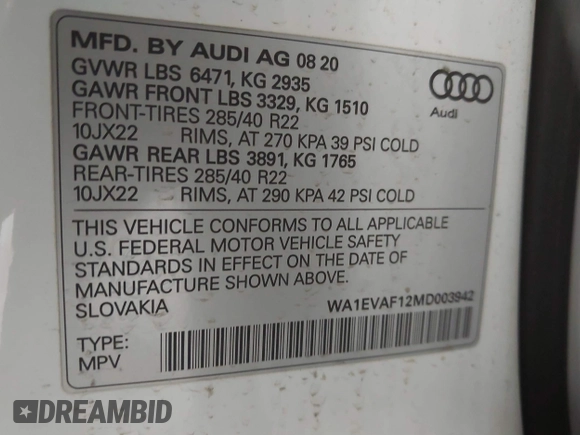 MFD. BY AUDI AG 08 20
GVWR LBS 6471, KG 2935
GAWR FRONT LBS 3329, KG 1510
FRONT-TIRES 285/40 R22
10JX22 RIMS, AT 270 KPA 39 PSI COLD
GAWR REAR LBS 3891, KG 1765
REAR-TIRES 285/40 R22
10JX22 RIMS, AT 290 KPA 42 PSI COLD
Audi
THIS VEHICLE CONFORMS TO ALL APPLICABLE
U.S. FEDERAL MOTOR VEHICLE SAFETY
STANDARDS IN EFFECT ON THE DATE OF
MANUFACTURE SHOWN ABOVE.
SLOVAKIA WA1EVAF12MD003942
TYPE:
MPV
DREAMBID